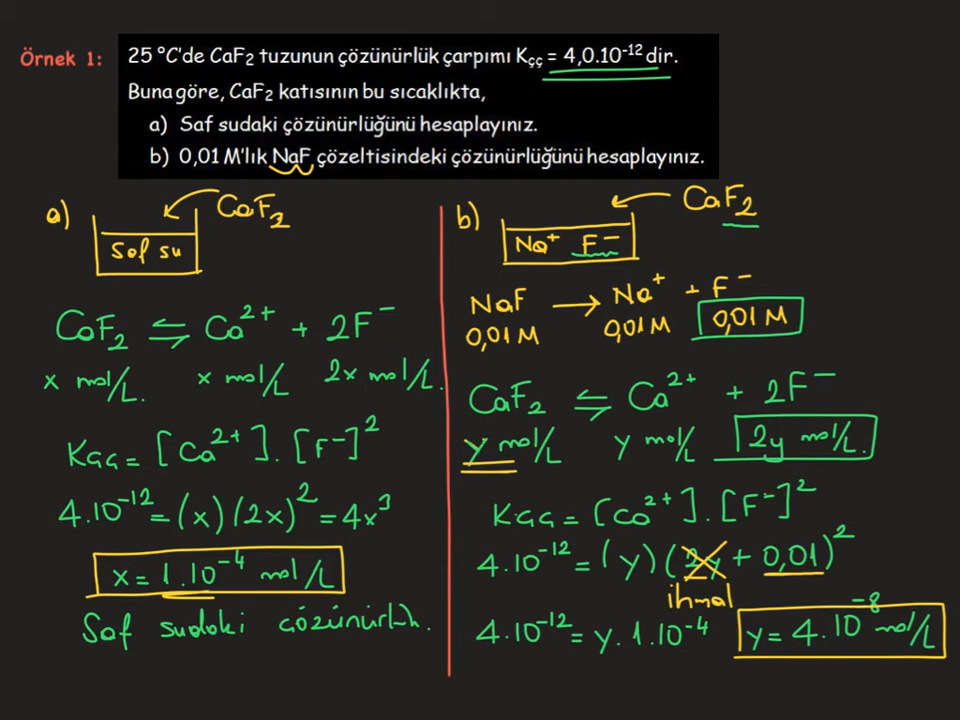 Örnek 1:
25 °C'de CaF₂ tuzunun çözünürlük çarpımı Kçç = 4,0.10⁻¹² dir.
Buna göre, CaF₂ katısının bu sıcaklıkta,
a) Saf sudaki çözünürlüğünü hesaplayınız.
b) 0,01 M'lık NaF çözeltisindeki çözünürlüğünü hesaplayınız.
a)
CaF₂
Saf su
CaF₂ ⇌ Ca²⁺ + 2F⁻
x mol/L. x mol/L 2x mol/L.
KGG = [Ca²⁺].[F⁻]²
4.10⁻¹² = (x)(2x)² = 4x³
x = 1.10⁻⁴ mol/L
Saf sudaki çözünürlük.
b)
CaF₂
Na⁺ F⁻
NaF → Na⁺ + F⁻
0,01 M 0,01 M 0,01 M
CaF₂ ⇌ Ca²⁺ + 2F⁻
y mol/L y mol/L 2y mol/L.
KGG = [Ca²⁺].[F⁻]²
4.10⁻¹² = (y)(2y + 0,01)²
ihmal
4.10⁻¹² = y.1.10⁻⁴
y = 4.10⁻⁸ mol/L